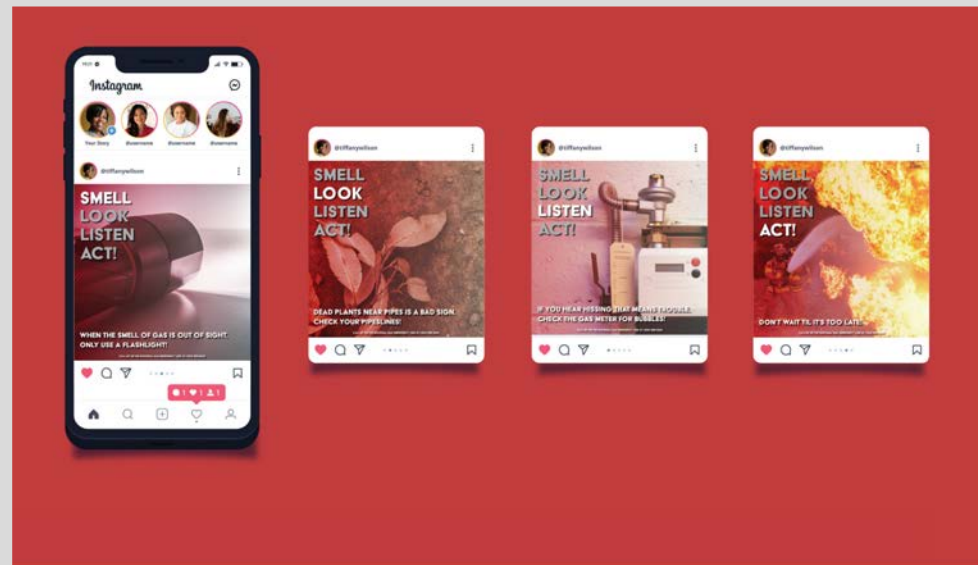 Instagram
Your Story
@username
@username
@username
@tiffanywilson
SMELL
LOOK
LISTEN
ACT!
WHEN THE SMELL OF GAS IS OUT OF SIGHT.
ONLY USE A FLASHLIGHT!
1 1 1
@tiffanywilson
SMELL
LOOK
LISTEN
ACT!
DEAD PLANTS NEAR PIPES IS A BAD SIGN.
CHECK YOUR PIPESLINES!
@tiffanywilson
SMELL
LOOK
LISTEN
ACT!
IF YOU HEAR HISSING THAT MEANS TROUBLE.
CHECK THE GAS METER FOR BUBBLES!
@tiffanywilson
SMELL
LOOK
LISTEN
ACT!
DON'T WAIT TIL IT'S TOO LATE!